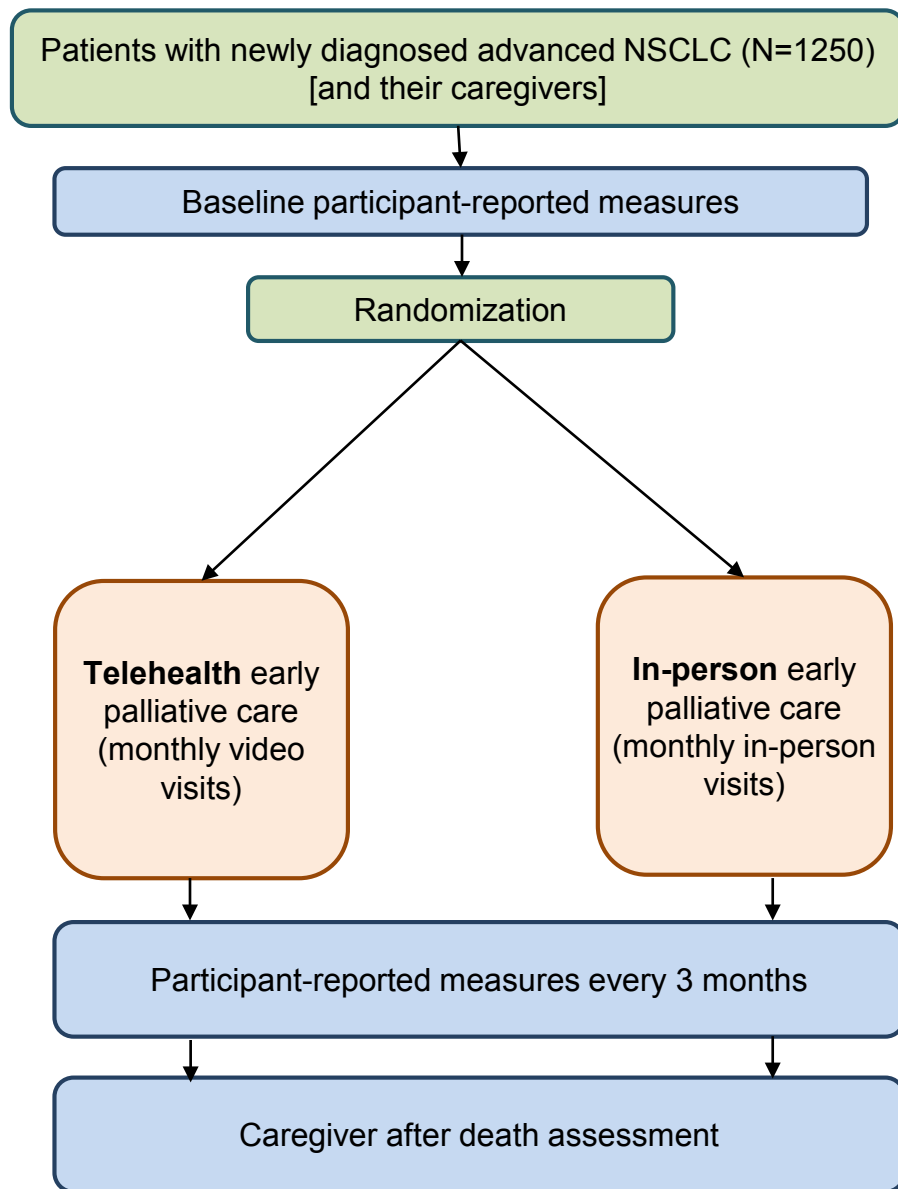 Patients with newly diagnosed advanced NSCLC (N=1250)
[and their caregivers]
Baseline participant-reported measures
Randomization
Telehealth early
palliative care
(monthly video
visits)
In-person early
palliative care
(monthly in-person
visits)
Participant-reported measures every 3 months
Caregiver after death assessment